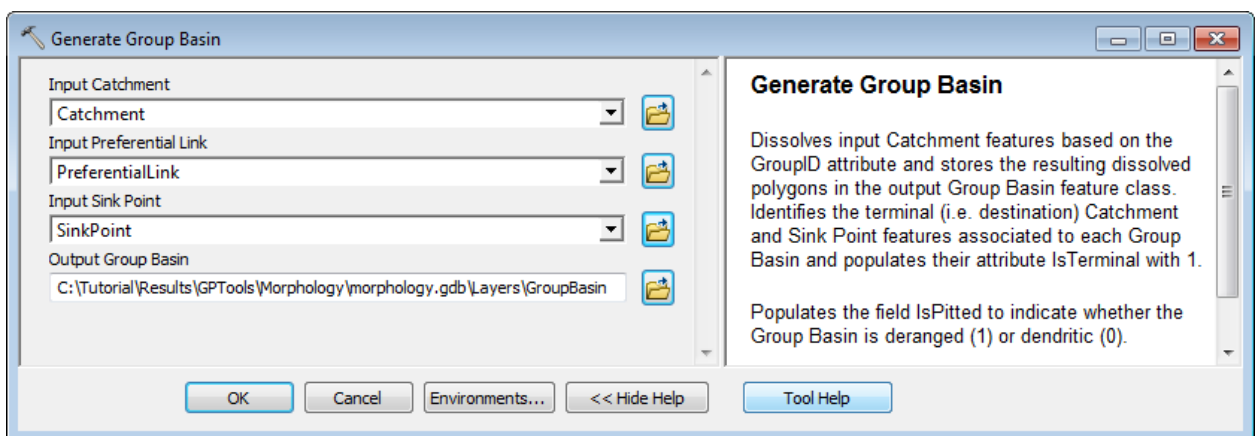 Generate Group Basin
Input Catchment
Catchment
Input Preferential Link
PreferentialLink
Input Sink Point
SinkPoint
Output Group Basin
C:\Tutorial\Results\GPTools\Morphology\morphology.gdb\Layers\GroupBasin
Generate Group Basin
Dissolves input Catchment features based on the
GroupID attribute and stores the resulting dissolved
polygons in the output Group Basin feature class.
Identifies the terminal (i.e. destination) Catchment
and Sink Point features associated to each Group
Basin and populates their attribute IsTerminal with 1.
Populates the field IsPitted to indicate whether the
Group Basin is deranged (1) or dendritic (0).
OK
Cancel
Environments...
<< Hide Help
Tool Help